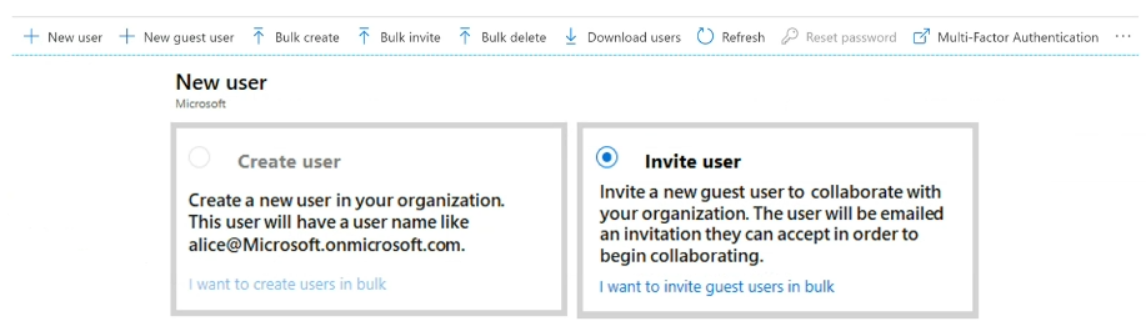 New user New guest user Bulk create Bulk invite Bulk delete Download users Refresh Reset password Multi-Factor Authentication ...
New user
Microsoft
Create user
Create a new user in your organization.
This user will have a user name like
alice@Microsoft.onmicrosoft.com.
I want to create users in bulk
Invite user
Invite a new guest user to collaborate with
your organization. The user will be emailed
an invitation they can accept in order to
begin collaborating.
I want to invite guest users in bulk